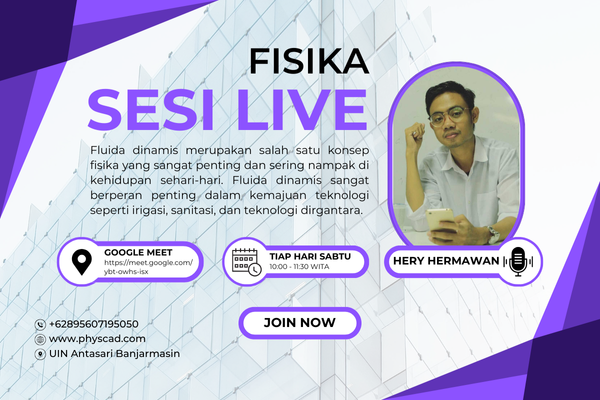 FISIKA
SESI LIVE
Fluida dinamis merupakan salah satu konsep
fisika yang sangat penting dan sering nampak di
kehidupan sehari-hari. Fluida dinamis sangat
berperan penting dalam kemajuan teknologi
seperti irigasi, sanitasi, dan teknologi dirgantara.
GOOGLE MEET
https://meet.google.com/
ybt-owhs-isx
TIAP HARI SABTU
10:00 - 11:30 WITA
HERY HERMAWAN
JOIN NOW
+62895607195050
www.physcad.com
UIN Antasari Banjarmasin